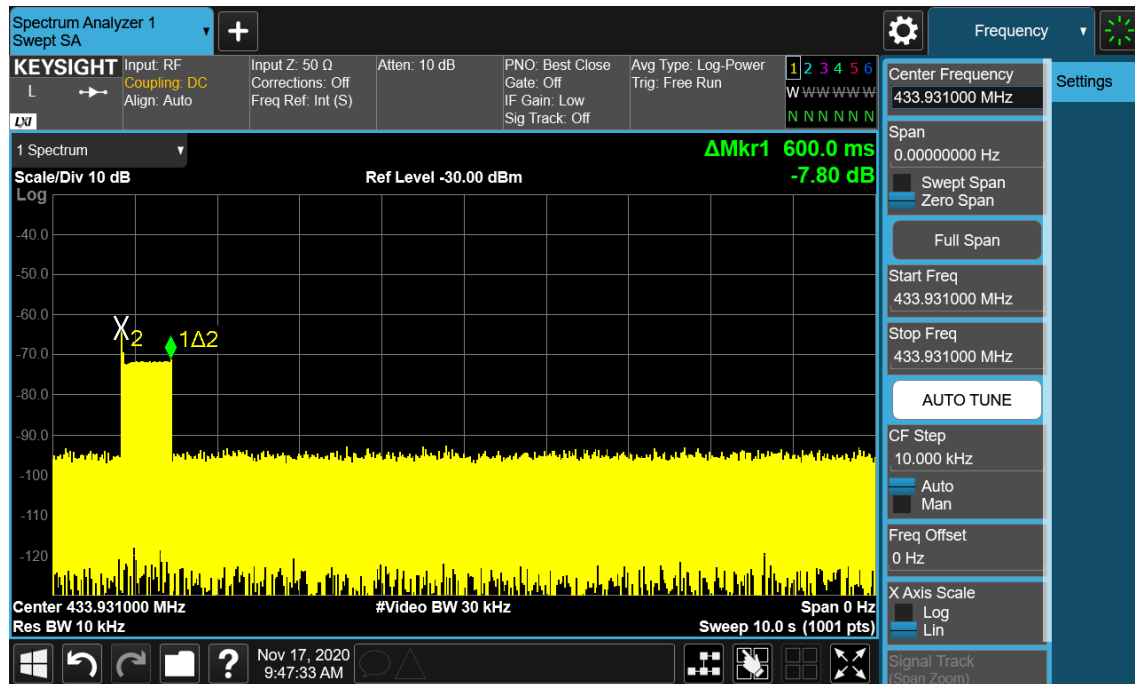 Spectrum Analyzer 1
Swept SA
Frequency
KEYSIGHT
L
LXI
Input: RF
Coupling: DC
Align: Auto
Input Z: 50 Ω
Corrections: Off
Freq Ref: Int (S)
Atten: 10 dB
PNO: Best Close
Gate: Off
IF Gain: Low
Sig Track: Off
Avg Type: Log-Power
Trig: Free Run
1 2 3 4 5 6
W W W W W W
N N N N N N
1 Spectrum
ΔMkr1 600.0 ms
-7.80 dB
Scale/Div 10 dB
Ref Level -30.00 dBm
Log
-40.0
-50.0
-60.0
-70.0
-80.0
-90.0
-100
-110
-120
X2
1Δ2
Center 433.931000 MHz
#Video BW 30 kHz
Span 0 Hz
Res BW 10 kHz
Sweep 10.0 s (1001 pts)
Nov 17, 2020
9:47:33 AM
?
Center Frequency
433.931000 MHz
Settings
Span
0.00000000 Hz
Swept Span
Zero Span
Full Span
Start Freq
433.931000 MHz
Stop Freq
433.931000 MHz
AUTO TUNE
CF Step
10.000 kHz
Auto
Man
Freq Offset
0 Hz
X Axis Scale
Log
Lin
Signal Track
(Span Zoom)